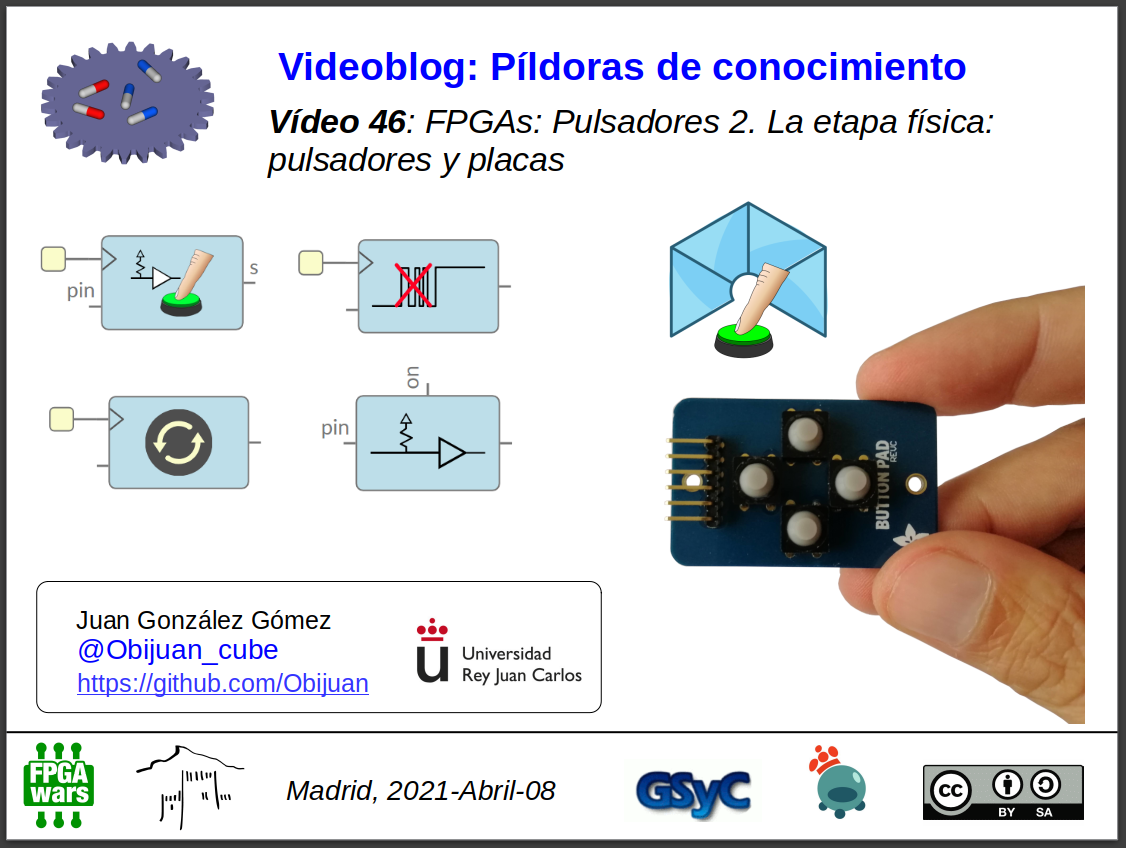 Videoblog: Píldoras de conocimiento
Vídeo 46: FPGAs: Pulsadores 2. La etapa física:
pulsadores y placas
s
pin
on
pin
BUTTON PAD
REVC
Juan González Gómez
@Obijuan_cube
https://github.com/Obijuan
ü
Universidad
Rey Juan Carlos
FPGA
wars
Madrid, 2021-Abril-08
GSyC
cc
BY SA